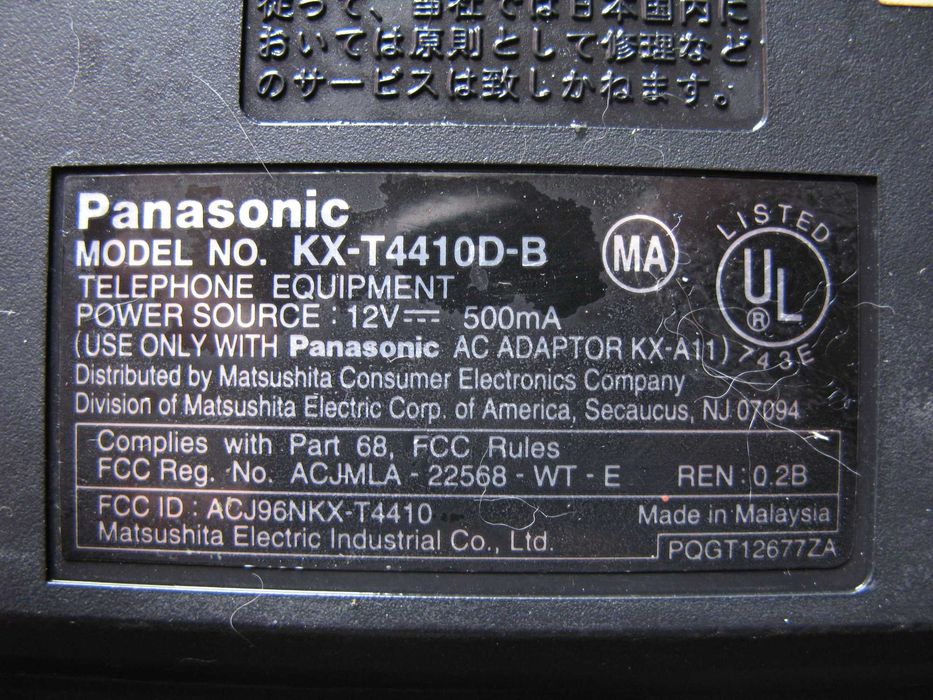 従って、当社では日本国内に
おいては原則として修理など
のサービスは致しかねます。
Panasonic
MODEL NO. KX-T4410D-B
TELEPHONE EQUIPMENT
POWER SOURCE : 12V⎓ 500mA
(USE ONLY WITH Panasonic AC ADAPTOR KX-A11)
MA
LISTED
UL®
743E
Distributed by Matsushita Consumer Electronics Company
Division of Matsushita Electric Corp. of America, Secaucus, NJ 07094
Complies with Part 68, FCC Rules
FCC Reg. No. ACJMLA - 22568 - WT - E REN : 0.2B
FCC ID : ACJ96NKX-T4410 Made in Malaysia
Matsushita Electric Industrial Co., Ltd. PQGT12677ZA